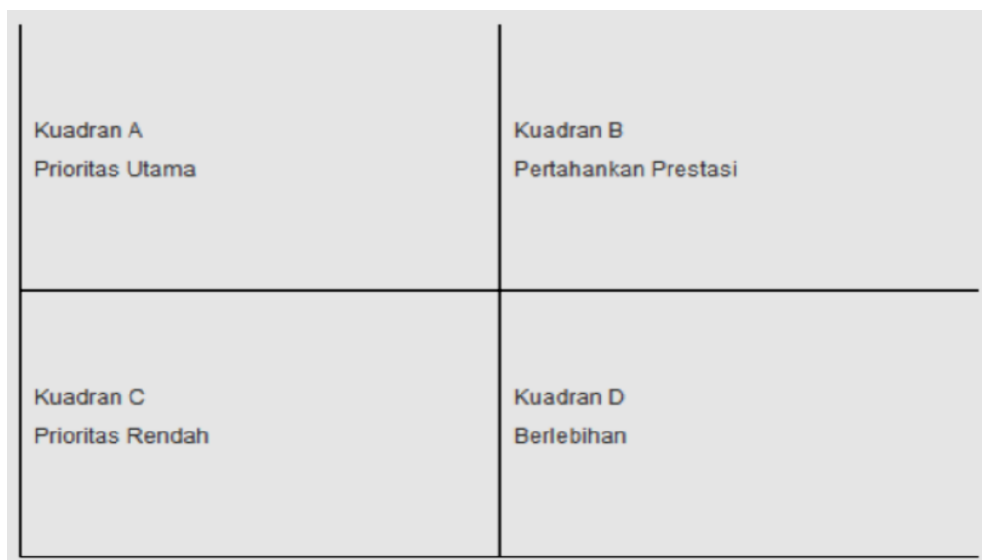 Kuadran A
Prioritas Utama
Kuadran B
Pertahankan Prestasi
Kuadran C
Prioritas Rendah
Kuadran D
Berlebihan